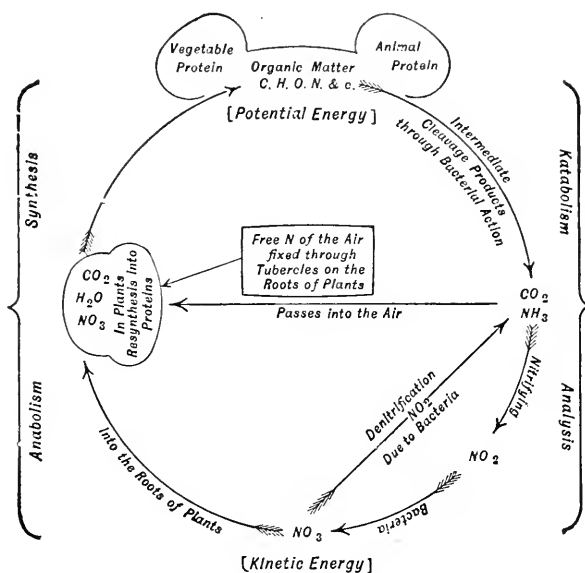 Vegetable
Protein
Animal
Protein
Organic Matter
C. H. O. N. & c.
[Potential Energy]
Synthesis
Intermediate
Cleavage Products
through Bacterial Action
Katabolism
Free N of the Air
fixed through
Tubercles on the
Roots of Plants
CO₂
H₂O
NO₃
In Plants
Resynthesis Into
Proteins
Passes into the Air
CO₂
NH₃
Anabolism
Denitrification
NO₂
Due to Bacteria
Nitrifying
Analysis
NO₂
Bacteria
Into the Roots of Plants
NO₃
[Kinetic Energy]